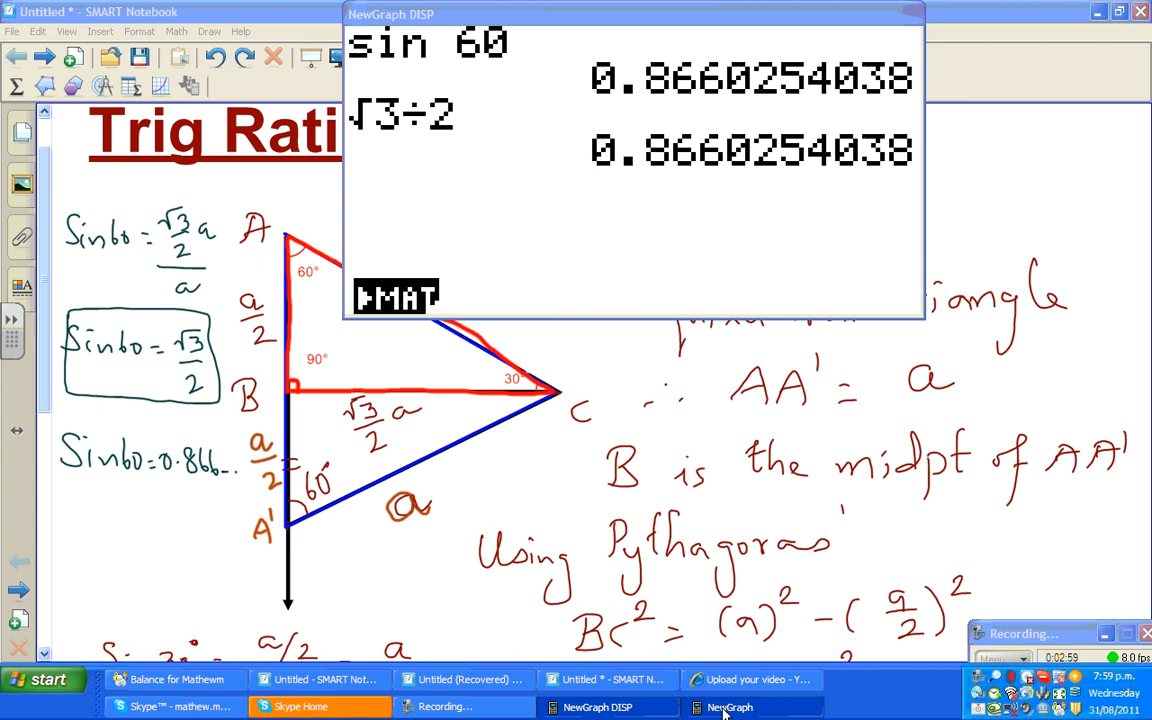 Untitled * - SMART Notebook
NewGraph DISP
File Edit View Insert Format Math Draw Help
sin 60
0.8660254038
√3÷2
0.8660254038
▸MAT
Trig Rati
Sin60 = √3/2 a / a
A
60°
a/2
iangle
Sin60 = √3/2
90°
30°
B
C
√3/2 a
∴ AA' = a
Sin60=0.866...
a/2 =
60°
a
A'
B is the midpt of AA'
Using Pythagoras'
BC² = (a)² - (a/2)²
a/2
a
Recording...
Menu
0:02:59
8.0 fps
start
Balance for Mathewm
Untitled - SMART Not...
Untitled (Recovered) ...
Untitled * - SMART No...
Upload your video - Y...
Skype™ - mathew.m...
Skype Home
Recording...
NewGraph DISP
NewGraph
7:59 p.m.
Wednesday
31/08/2011